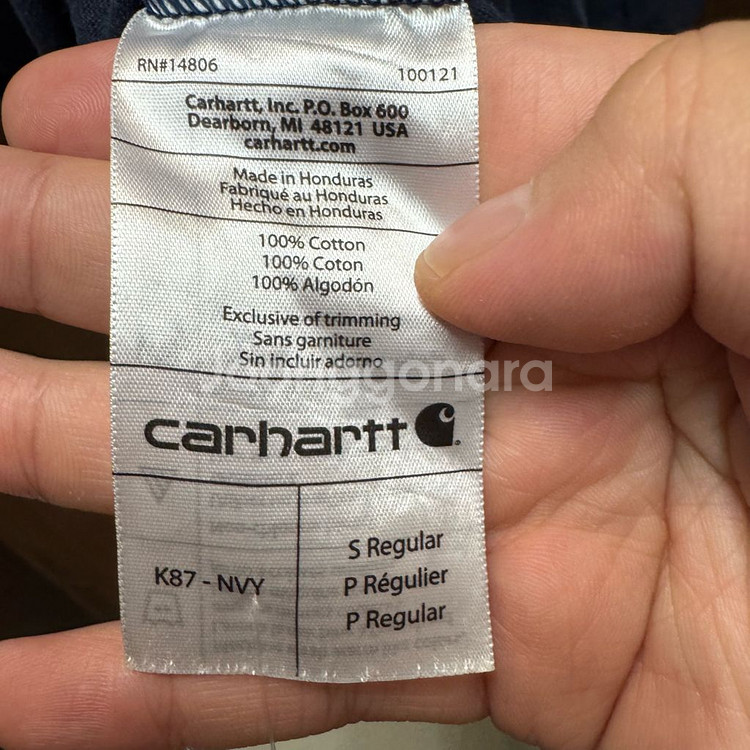 RN#14806 100121
Carhartt, Inc. P.O. Box 600
Dearborn, MI 48121 USA
carhartt.com
Made in Honduras
Fabriqué au Honduras
Hecho en Honduras
100% Cotton
100% Coton
100% Algodón
Exclusive of trimming
Sans garniture
Sin incluir adorno
carhartt
K87 - NVY
S Regular
P Régulier
P Regular